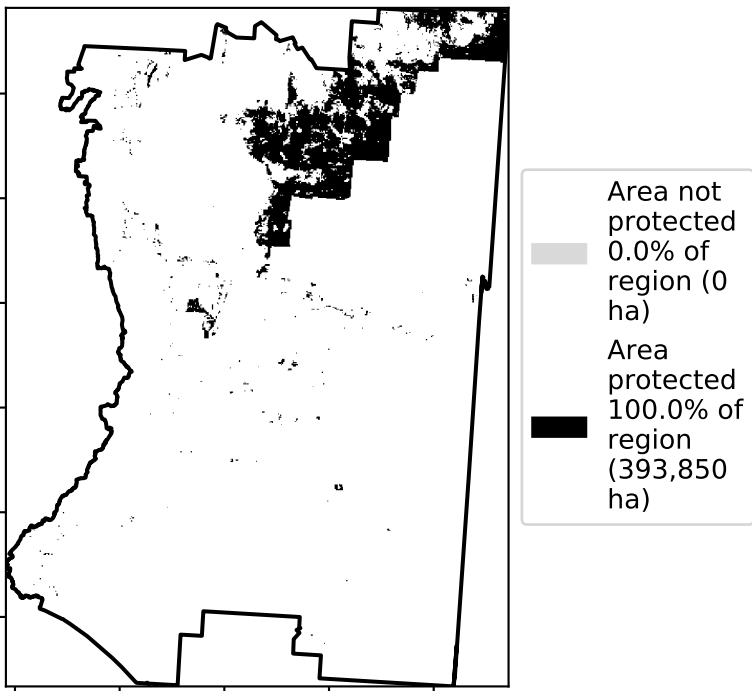 Area not
protected
0.0% of
region (0
ha)
Area
protected
100.0% of
region
(393,850
ha)